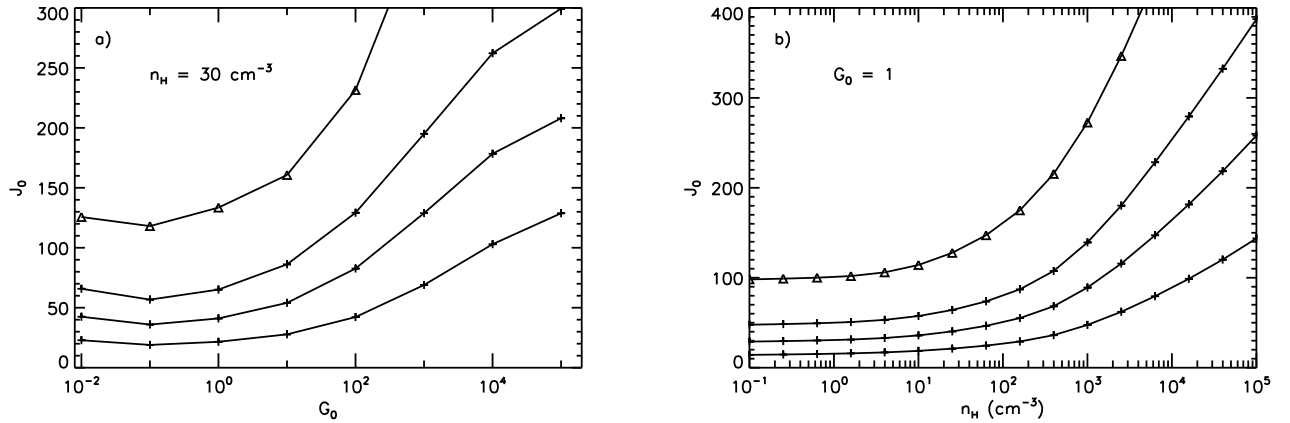 a)
n_H = 30 cm⁻³
300
250
200
150
100
50
0
J₀
10⁻² 10⁰ 10² 10⁴
G₀
b)
G₀ = 1
400
300
200
100
0
J₀
10⁻¹ 10⁰ 10¹ 10² 10³ 10⁴ 10⁵
n_H (cm⁻³)